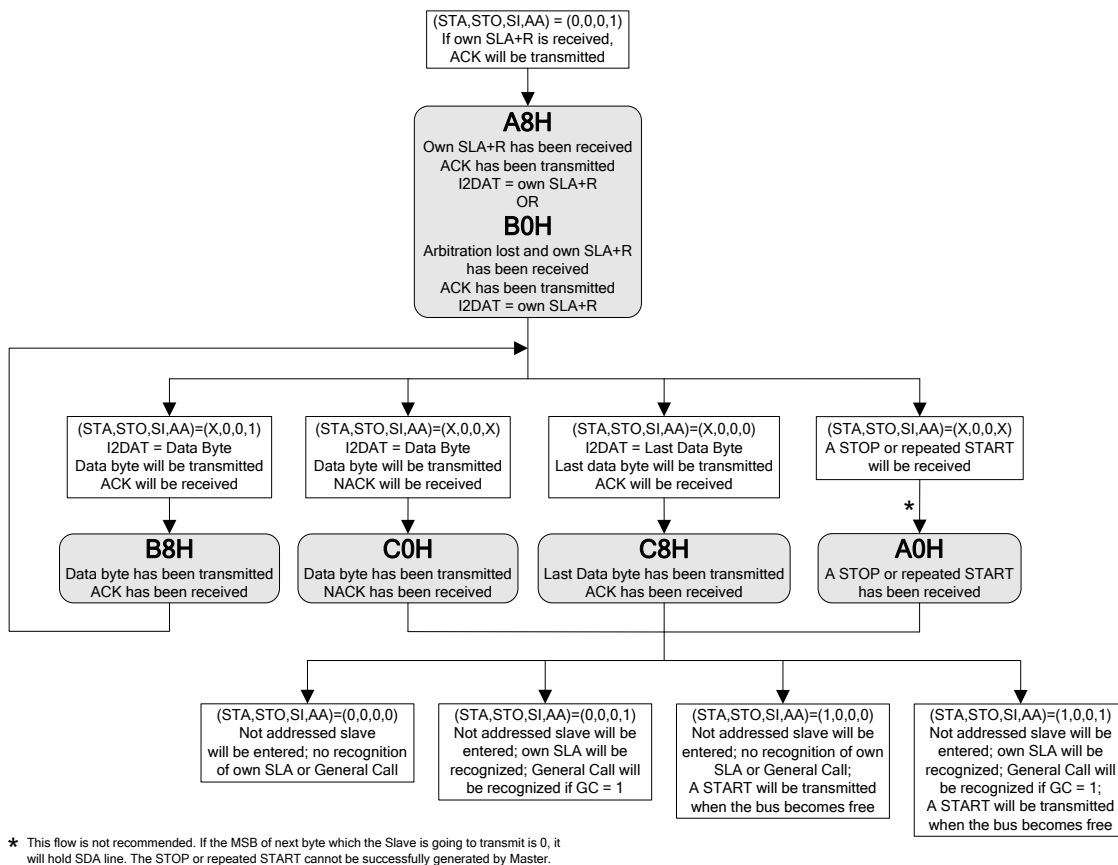 (STA,STO,SI,AA) = (0,0,0,1)
If own SLA+R is received,
ACK will be transmitted
A8H
Own SLA+R has been received
ACK has been transmitted
I2DAT = own SLA+R
OR
B0H
Arbitration lost and own SLA+R
has been received
ACK has been transmitted
I2DAT = own SLA+R
(STA,STO,SI,AA)=(X,0,0,1)
I2DAT = Data Byte
Data byte will be transmitted
ACK will be received
(STA,STO,SI,AA)=(X,0,0,X)
I2DAT = Data Byte
Data byte will be transmitted
NACK will be received
(STA,STO,SI,AA)=(X,0,0,0)
I2DAT = Last Data Byte
Last data byte will be transmitted
ACK will be received
(STA,STO,SI,AA)=(X,0,0,X)
A STOP or repeated START
will be received
*
B8H
Data byte has been transmitted
ACK has been received
C0H
Data byte has been transmitted
NACK has been received
C8H
Last Data byte has been transmitted
ACK has been received
A0H
A STOP or repeated START
has been received
(STA,STO,SI,AA)=(0,0,0,0)
Not addressed slave
will be entered; no recognition
of own SLA or General Call
(STA,STO,SI,AA)=(0,0,0,1)
Not addressed slave will be
entered; own SLA will be
recognized; General Call will
be recognized if GC = 1
(STA,STO,SI,AA)=(1,0,0,0)
Not addressed slave will be
entered; no recognition of own
SLA or General Call;
A START will be transmitted
when the bus becomes free
(STA,STO,SI,AA)=(1,0,0,1)
Not addressed slave will be
entered; own SLA will be
recognized; General Call will
be recognized if GC = 1;
A START will be transmitted
when the bus becomes free
* This flow is not recommended. If the MSB of next byte which the Slave is going to transmit is 0, it
will hold SDA line. The STOP or repeated START cannot be successfully generated by Master.